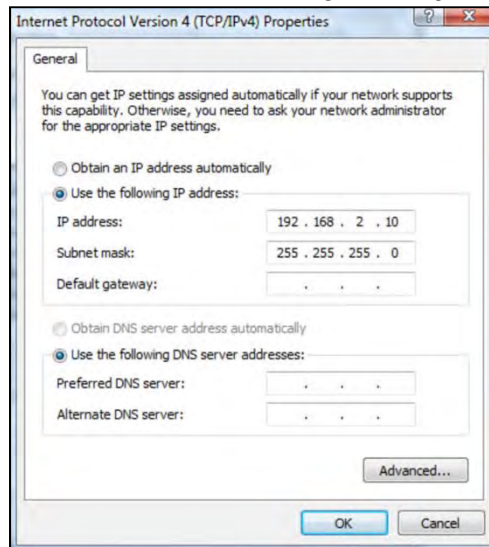 Internet Protocol Version 4 (TCP/IPv4) Properties
General
You can get IP settings assigned automatically if your network supports
this capability. Otherwise, you need to ask your network administrator
for the appropriate IP settings.
Obtain an IP address automatically
Use the following IP address:
IP address: 192 . 168 . 2 . 10
Subnet mask: 255 . 255 . 255 . 0
Default gateway: . . .
Obtain DNS server address automatically
Use the following DNS server addresses:
Preferred DNS server: . . .
Alternate DNS server: . . .
Advanced...
OK Cancel